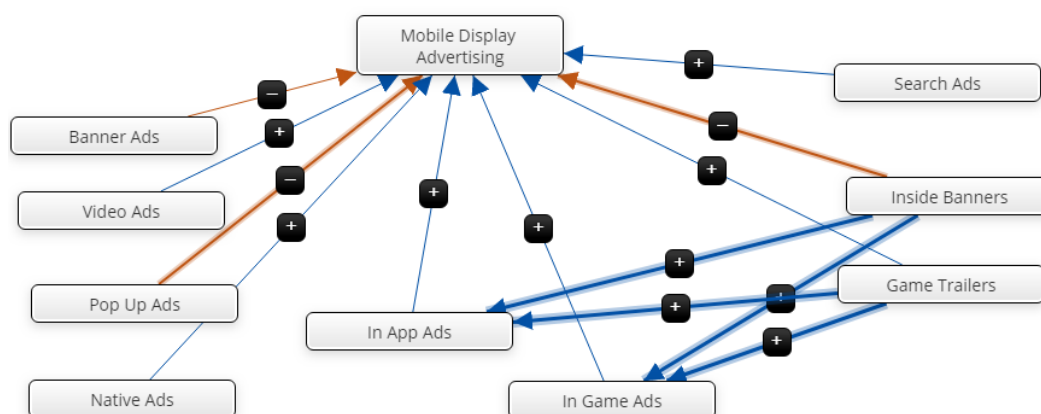 Mobile Display
Advertising
+
Search Ads
−
Banner Ads
−
+
+
−
Inside Banners
+
+
Video Ads
+
+
+
Game Trailers
+
Pop Up Ads
+
In App Ads
+
Native Ads
In Game Ads